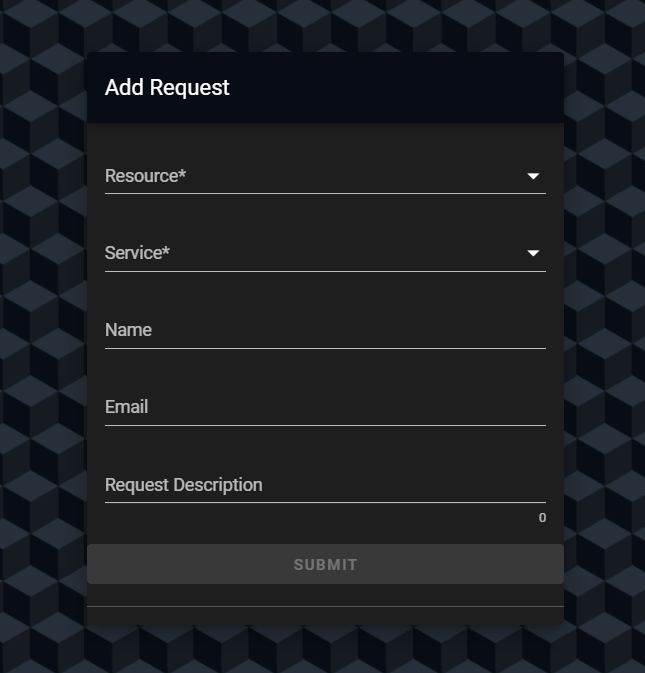 Add Request
Resource*
Service*
Name
Email
Request Description
0
SUBMIT